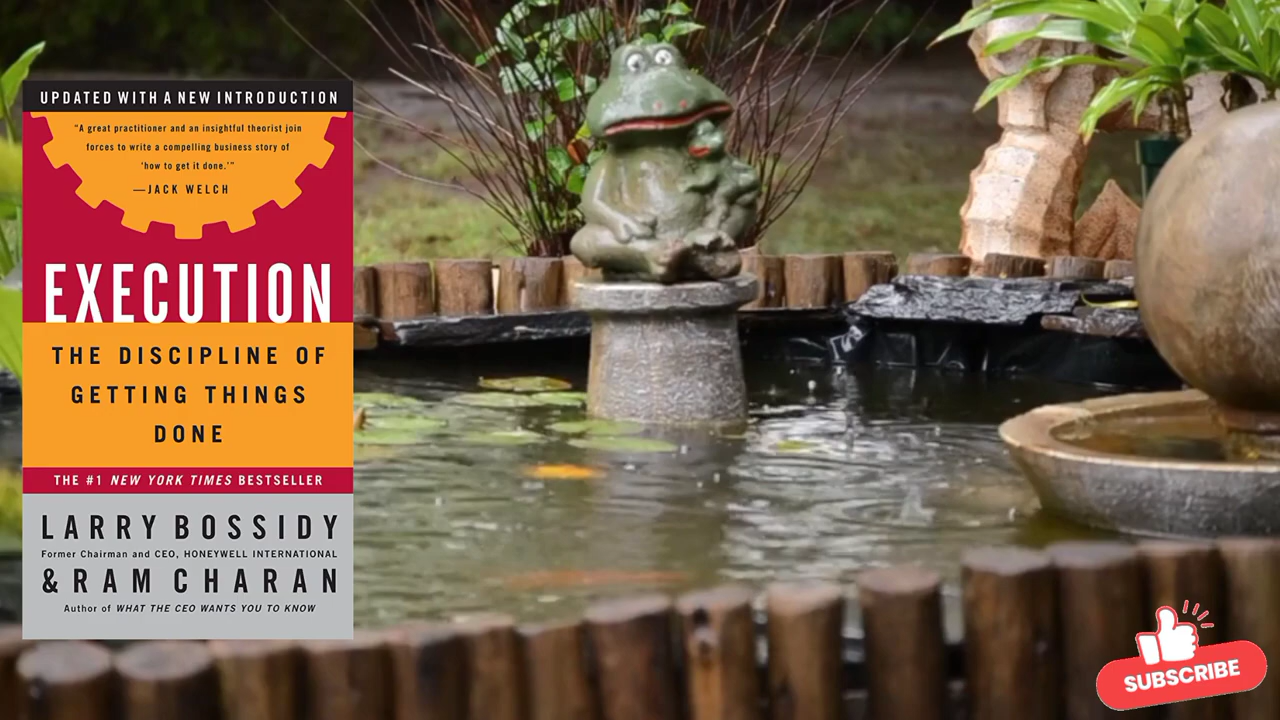 UPDATED WITH A NEW INTRODUCTION
"A great practitioner and an insightful theorist join
forces to write a compelling business story of
'how to get it done.'"
—JACK WELCH
EXECUTION
THE DISCIPLINE OF
GETTING THINGS
DONE
THE #1 NEW YORK TIMES BESTSELLER
LARRY BOSSIDY
Former Chairman and CEO, HONEYWELL INTERNATIONAL
& RAM CHARAN
Author of WHAT THE CEO WANTS YOU TO KNOW
SUBSCRIBE